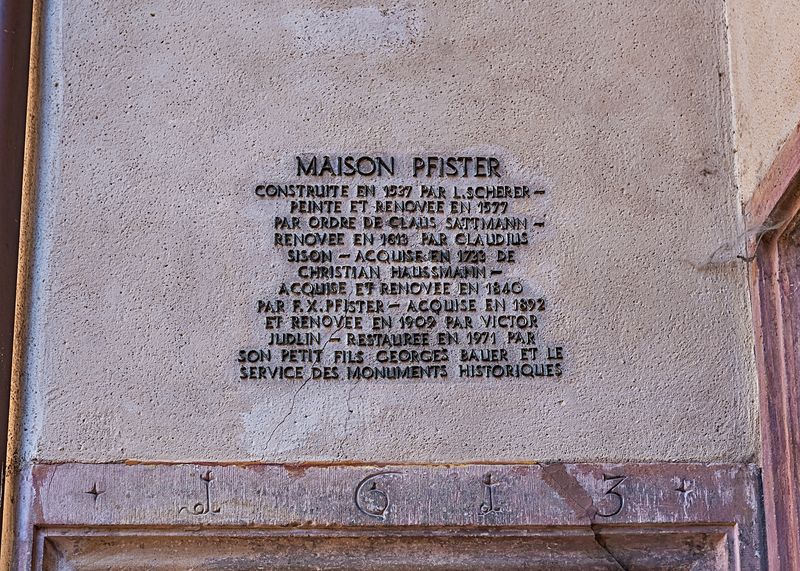 MAISON PFISTER
CONSTRUITE EN 1537 PAR L.SCHERER –
PEINTE ET RENOVEE EN 1577
PAR ORDRE DE CLAUS SATTMANN –
RENOVEE EN 1613 PAR CLAUDIUS
SISON – ACQUISE EN 1733 DE
CHRISTIAN HAUSSMANN –
ACQUISE ET RENOVEE EN 1840
PAR F.X.PFISTER – ACQUISE EN 1892
ET RENOVEE EN 1909 PAR VICTOR
JUDLIN – RESTAUREE EN 1971 PAR
SON PETIT FILS GEORGES BAUER ET LE
SERVICE DES MONUMENTS HISTORIQUES
1613